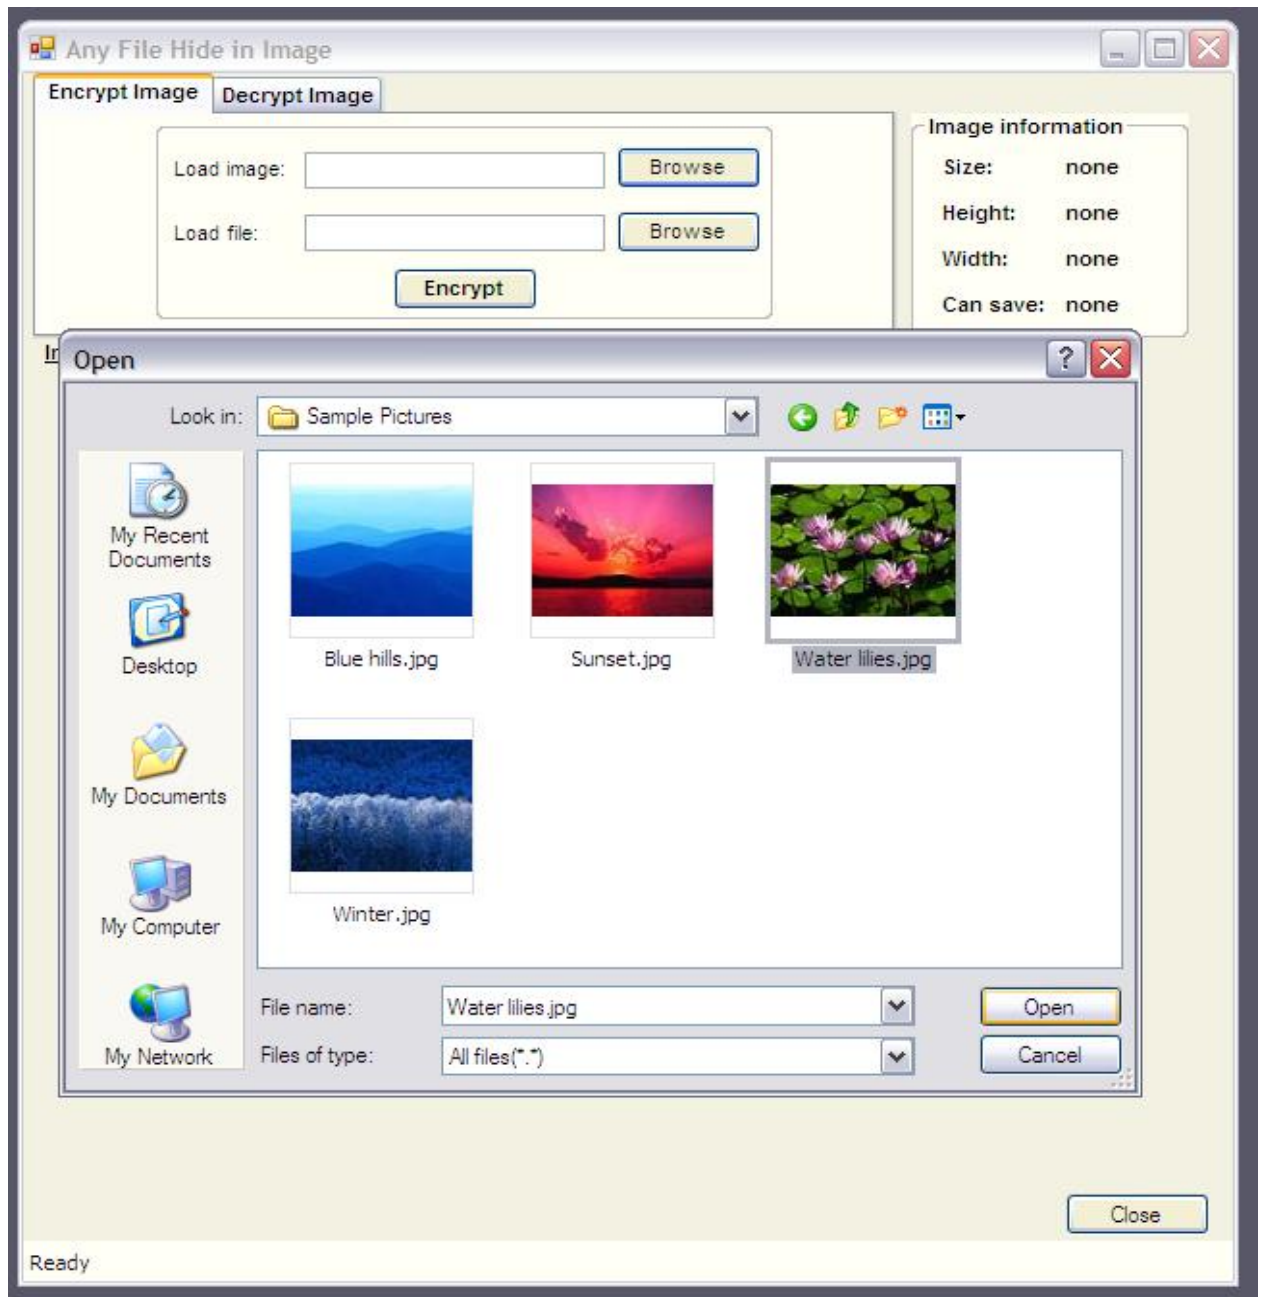 Any File Hide in Image
Encrypt Image
Decrypt Image
Load image:
Browse
Load file:
Browse
Encrypt
Image information
Size: none
Height: none
Width: none
Can save: none
Open
?
Look in:
Sample Pictures
My Recent
Documents
Desktop
My Documents
My Computer
My Network
Blue hills.jpg
Sunset.jpg
Water lilies.jpg
Winter.jpg
File name:
Water lilies.jpg
Open
Files of type:
All files(*.*)
Cancel
Close
Ready